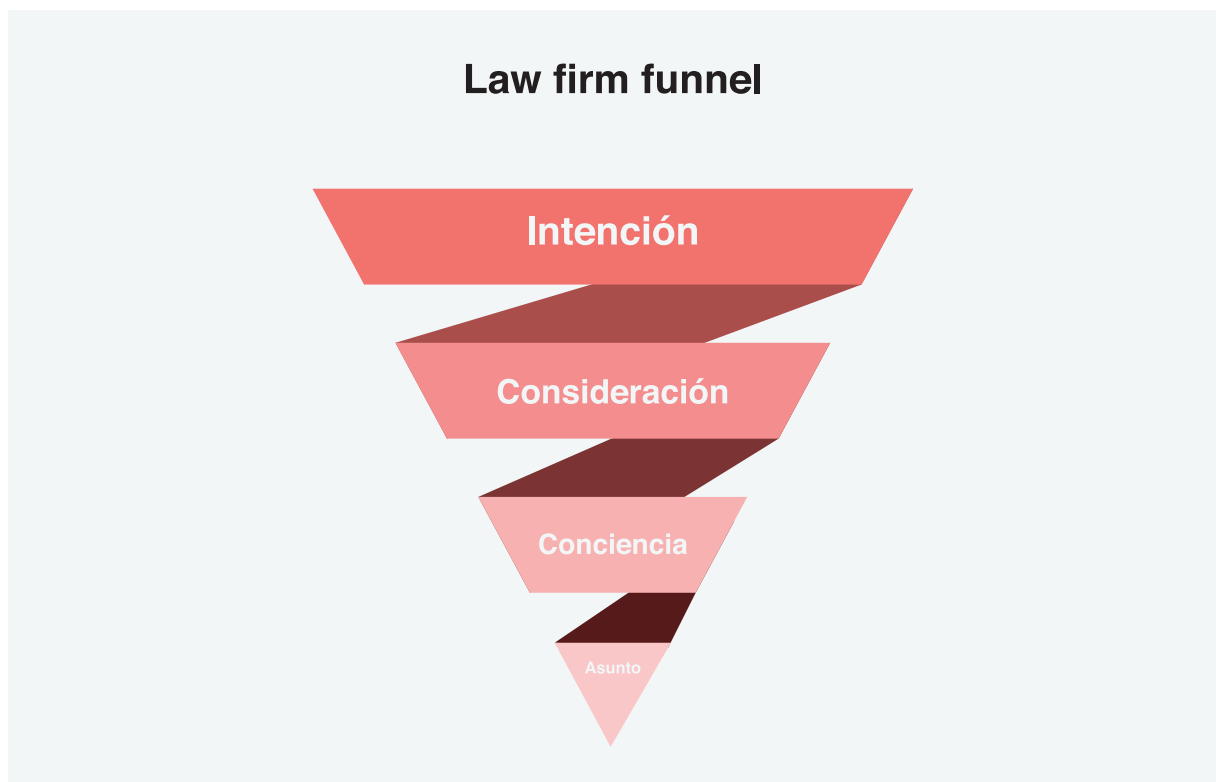 Law firm funnel
Intención
Consideración
Conciencia
Asunto